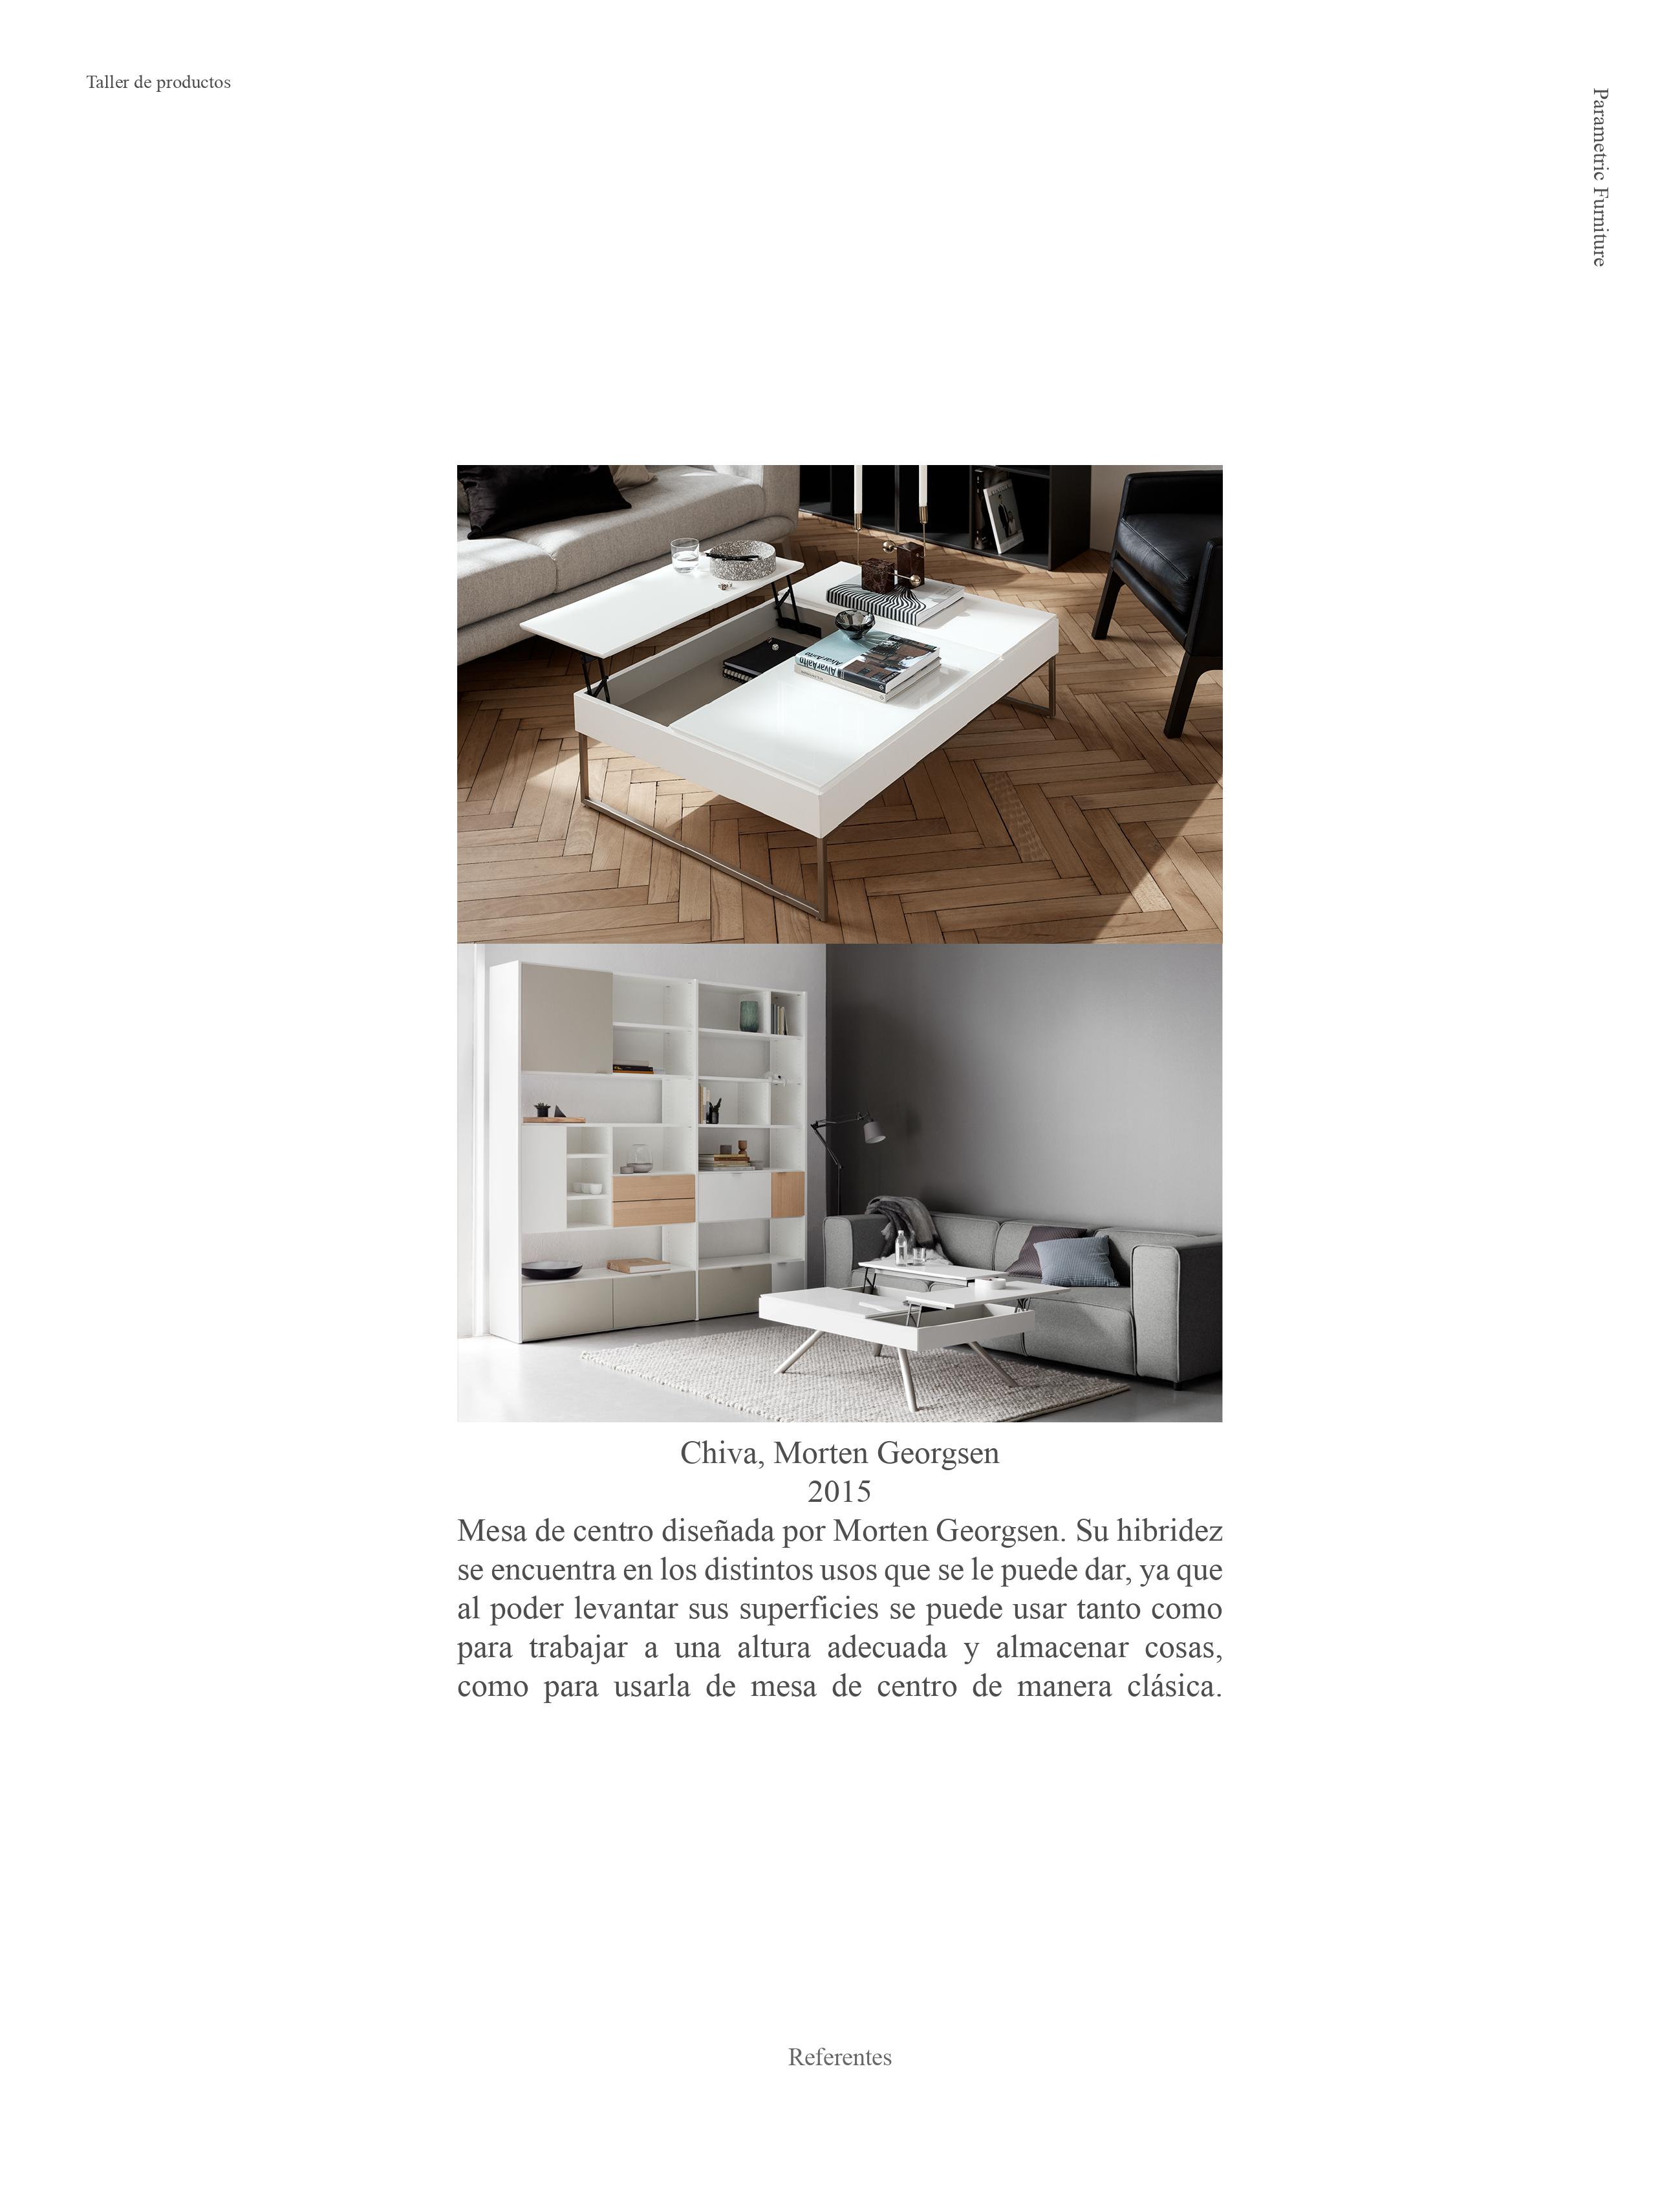 Taller de productos
Parametric Furniture
AlvarAalto
AlvarAalto
Chiva, Morten Georgsen
2015
Mesa de centro diseñada por Morten Georgsen. Su hibridez
se encuentra en los distintos usos que se le puede dar, ya que
al poder levantar sus superficies se puede usar tanto como
para trabajar a una altura adecuada y almacenar cosas,
como para usarla de mesa de centro de manera clásica.
Referentes